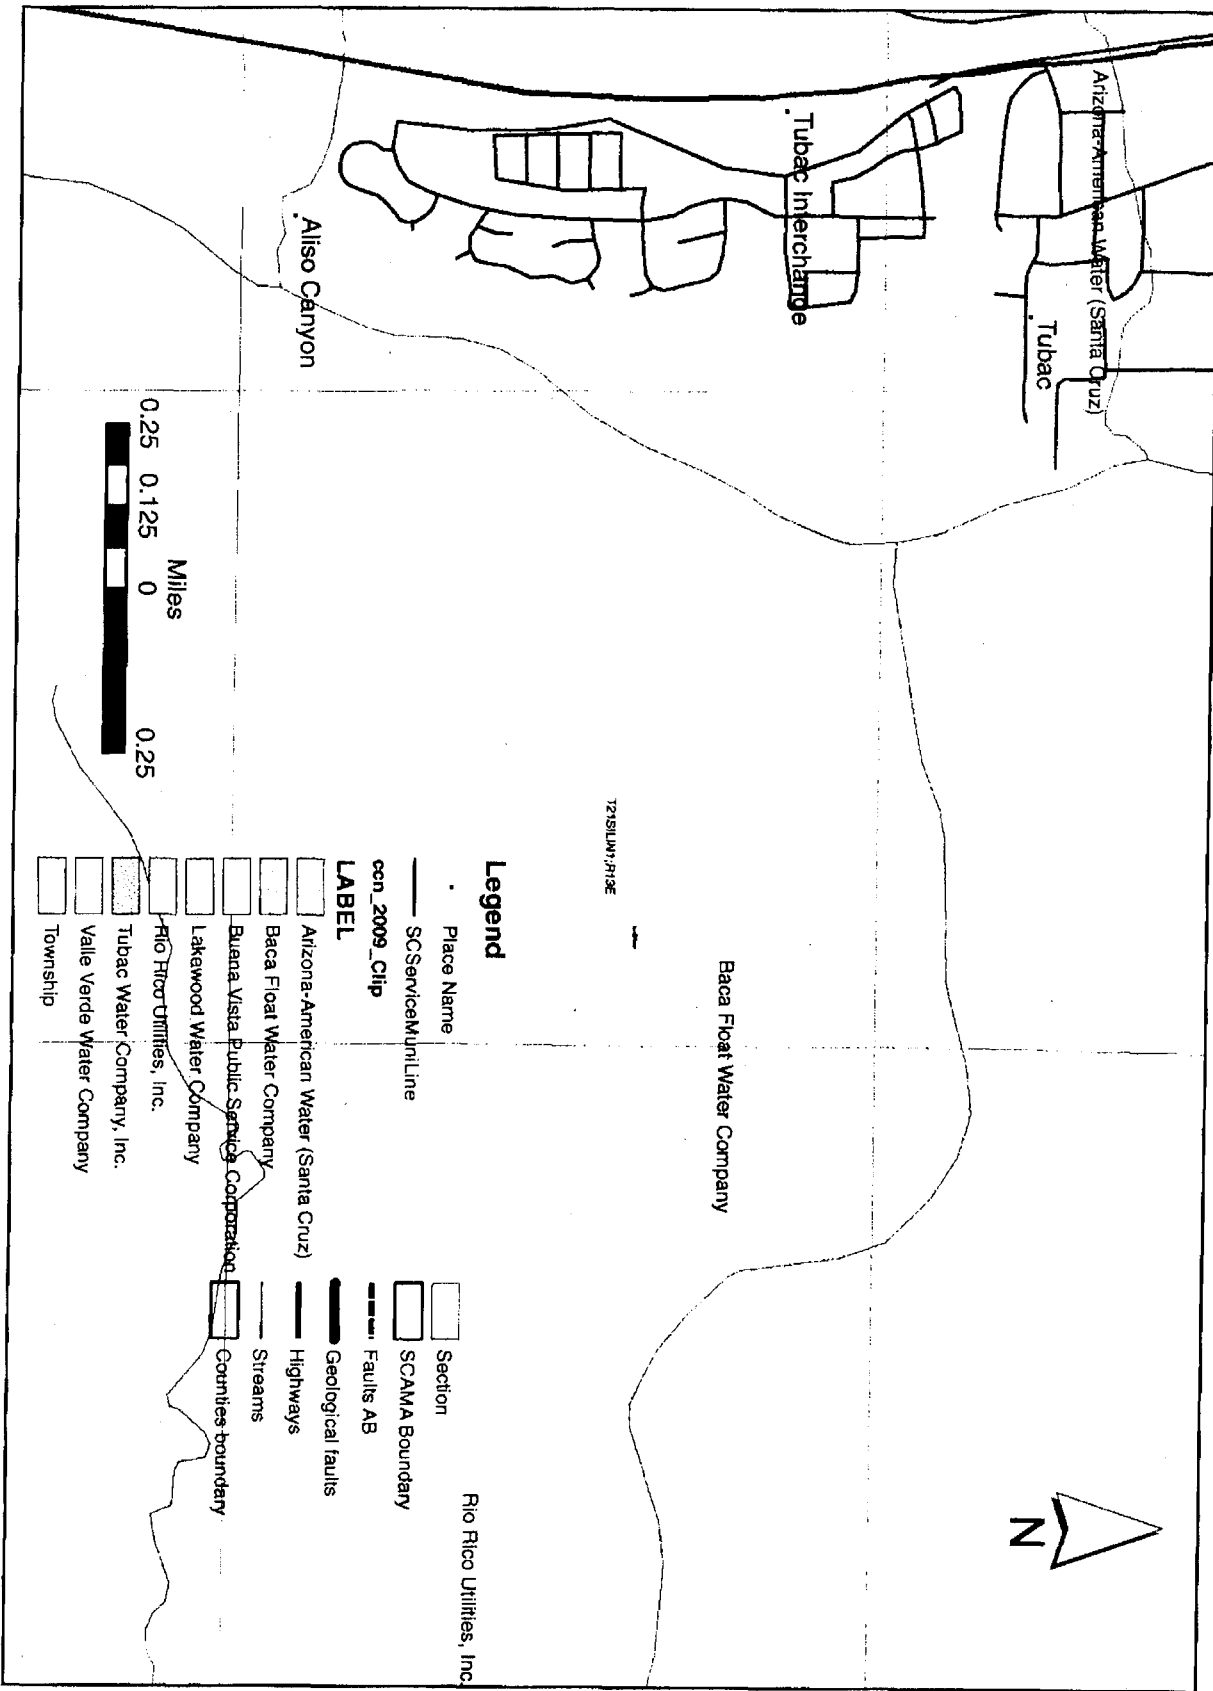 Arizona-American Water (Santa Cruz)
Tubac
Tubac Interchange
Aliso Canyon
N
Baca Float Water Company
Rio Rico Utilities, Inc.
Legend
Place Name
SCServiceMuniLine
ccn_2009_Clip
LABEL
Arizona-American Water (Santa Cruz)
Baca Float Water Company
Buena Vista Public Service Corporation
Lakewood Water Company
Rio Rico Utilities, Inc.
Tubac Water Company, Inc.
Valle Verde Water Company
Township
Section
SCAMA Boundary
Faults AB
Geological faults
Highways
Streams
Counties boundary
Miles
0.25 0.125 0 0.25